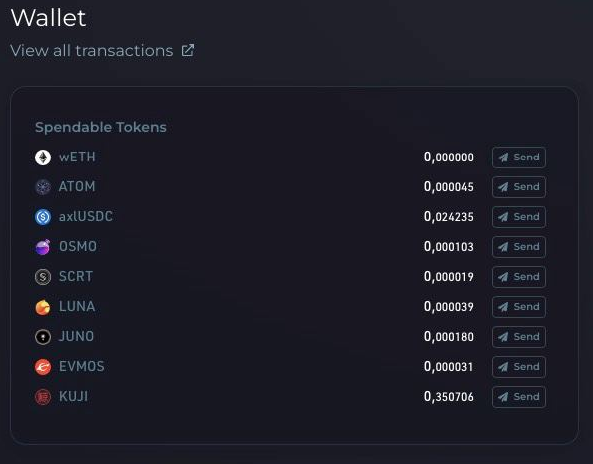 Wallet
View all transactions
Spendable Tokens
wETH 0,000000 Send
ATOM 0,000045 Send
axlUSDC 0,024235 Send
OSMO 0,000103 Send
SCRT 0,000019 Send
LUNA 0,000039 Send
JUNO 0,000180 Send
EVMOS 0,000031 Send
KUJI 0,350706 Send